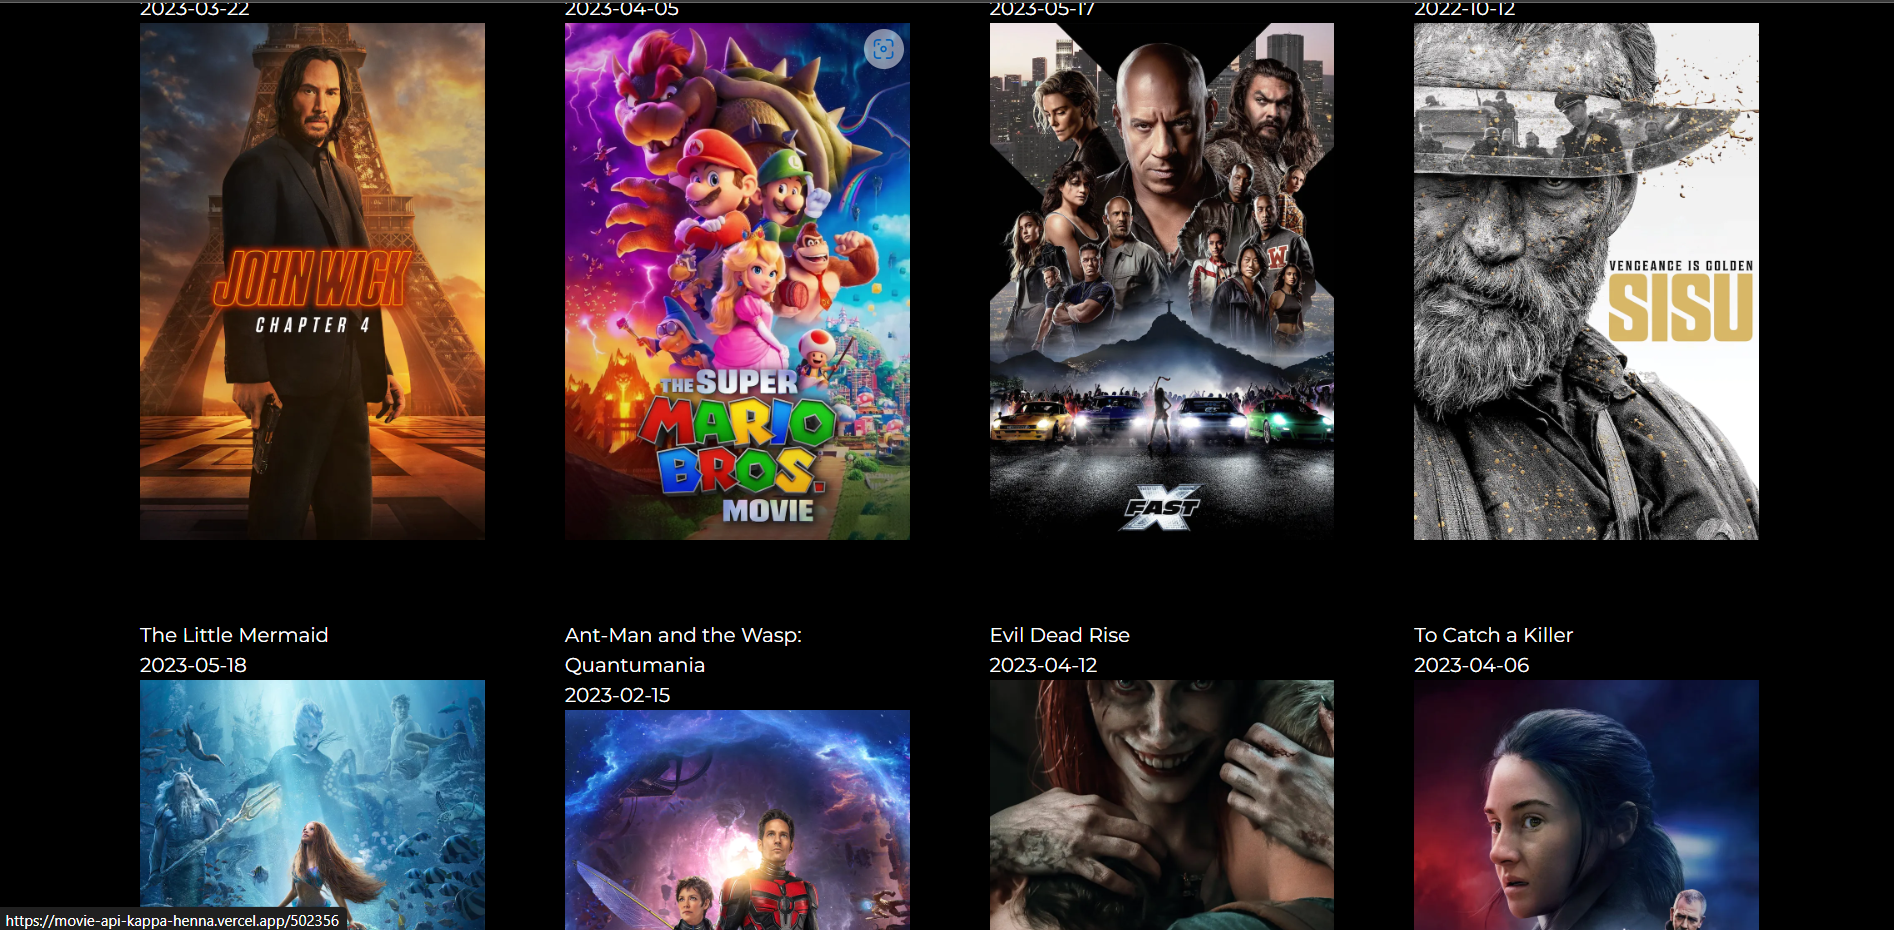 2023-03-22
2023-04-05
2023-05-17
2022-10-12
JOHN WICK
CHAPTER 4
THE SUPER
MARIO
BROS.
MOVIE
W
FAST X
VENGEANCE IS GOLDEN
SISU
The Little Mermaid
2023-05-18
Ant-Man and the Wasp:
Quantumania
2023-02-15
Evil Dead Rise
2023-04-12
To Catch a Killer
2023-04-06
https://movie-api-kappa-henna.vercel.app/502356